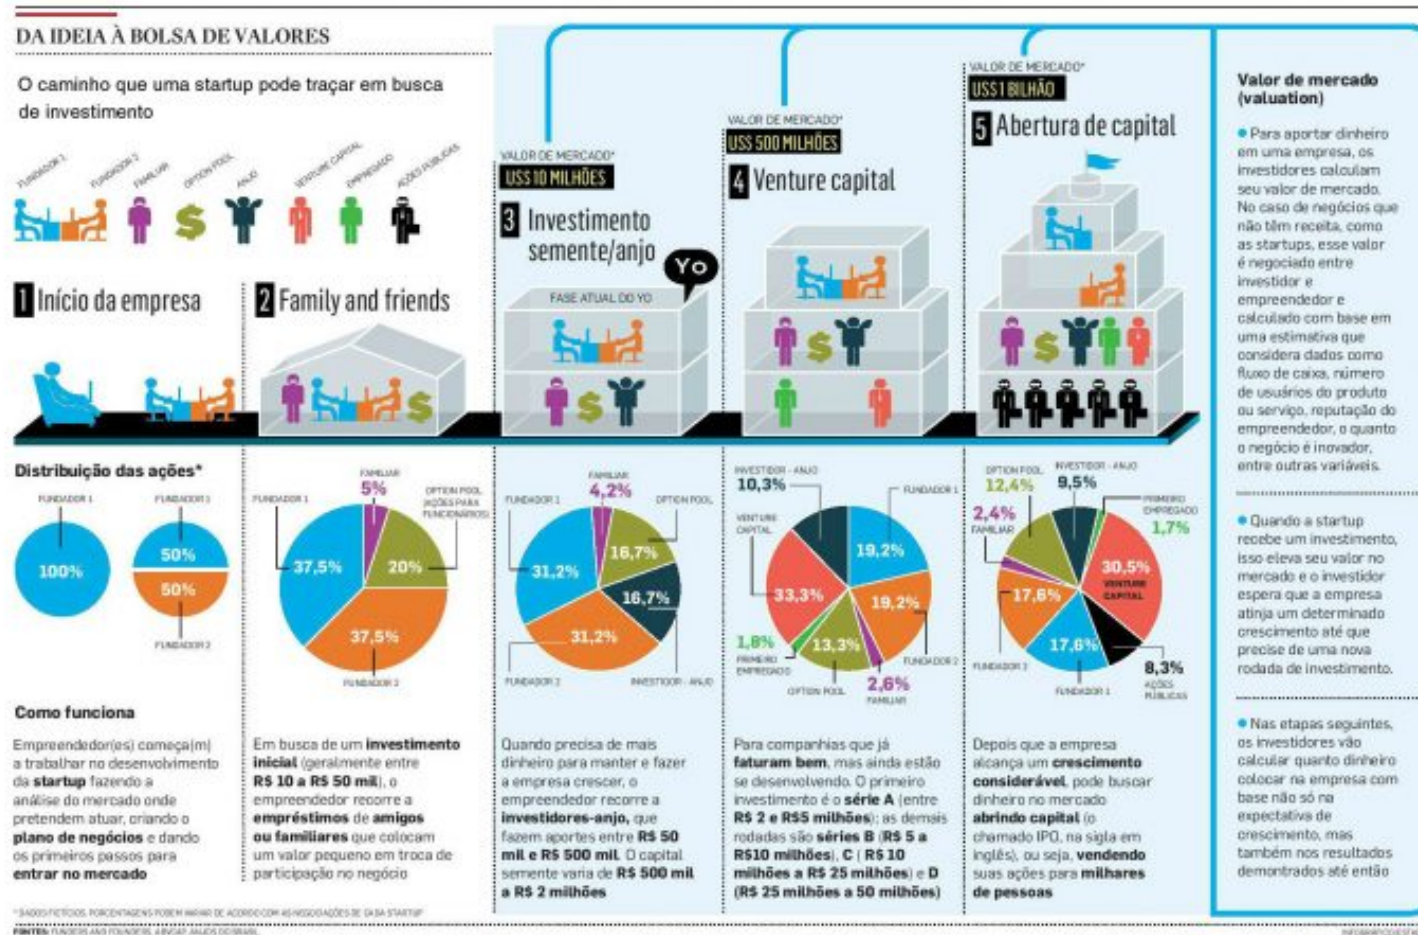 DA IDEIA À BOLSA DE VALORES
O caminho que uma startup pode traçar em busca
de investimento
FUNDADOR 1
FUNDADOR 2
FAMILIAR
OPTION POOL
ANJO
VENTURE CAPITAL
EMPREGADO
AÇÕES PÚBLICAS
1 Início da empresa
2 Family and friends
VALOR DE MERCADO*
US$ 10 MILHÕES
3 Investimento
semente/anjo
Yo
FASE ATUAL DO YO
VALOR DE MERCADO*
US$ 500 MILHÕES
4 Venture capital
VALOR DE MERCADO*
US$ 1 BILHÃO
5 Abertura de capital
Distribuição das ações*
FUNDADOR 1
100%
FUNDADOR 1
50%
50%
FUNDADOR 2
FUNDADOR 1
FAMILIAR
5%
OPTION POOL
(AÇÕES PARA
FUNCIONÁRIOS)
37,5%
20%
37,5%
FUNDADOR 2
FAMILIAR
4,2%
FUNDADOR 1
OPTION POOL
31,2%
16,7%
16,7%
31,2%
FUNDADOR 2
INVESTIDOR - ANJO
INVESTIDOR - ANJO
10,3%
FUNDADOR 1
VENTURE
CAPITAL
19,2%
33,3%
19,2%
1,8%
PRIMEIRO
EMPREGADO
13,3%
FUNDADOR 2
OPTION POOL
2,6%
FAMILIAR
OPTION POOL
12,4%
INVESTIDOR - ANJO
9,5%
PRIMEIRO
EMPREGADO
1,7%
2,4%
FAMILIAR
30,5%
VENTURE
CAPITAL
17,6%
17,6%
FUNDADOR 2
FUNDADOR 1
8,3%
AÇÕES
PÚBLICAS
Como funciona
Empreendedor(es) começa(m)
a trabalhar no desenvolvimento
da startup fazendo a
análise do mercado onde
pretendem atuar, criando o
plano de negócios e dando
os primeiros passos para
entrar no mercado
Em busca de um investimento
inicial (geralmente entre
R$ 10 a R$ 50 mil), o
empreendedor recorre a
empréstimos de amigos
ou familiares que colocam
um valor pequeno em troca de
participação no negócio
Quando precisa de mais
dinheiro para manter e fazer
a empresa crescer, o
empreendedor recorre a
investidores-anjo, que
fazem aportes entre R$ 50
mil e R$ 500 mil. O capital
semente varia de R$ 500 mil
a R$ 2 milhões
Para companhias que já
faturam bem, mas ainda estão
se desenvolvendo. O primeiro
investimento é o série A (entre
R$ 2 e R$5 milhões); as demais
rodadas são séries B (R$ 5 a
R$10 milhões), C ( R$ 10
milhões a R$ 25 milhões) e D
(R$ 25 milhões a 50 milhões)
Depois que a empresa
alcança um crescimento
considerável, pode buscar
dinheiro no mercado
abrindo capital (o
chamado IPO, na sigla em
inglês), ou seja, vendendo
suas ações para milhares
de pessoas
Valor de mercado
(valuation)
• Para aportar dinheiro
em uma empresa, os
investidores calculam
seu valor de mercado.
No caso de negócios que
não têm receita, como
as startups, esse valor
é negociado entre
investidor e
empreendedor e
calculado com base em
uma estimativa que
considera dados como
fluxo de caixa, número
de usuários do produto
ou serviço, reputação do
empreendedor, o quanto
o negócio é inovador,
entre outras variáveis.
• Quando a startup
recebe um investimento,
isso eleva seu valor no
mercado e o investidor
espera que a empresa
atinja um determinado
crescimento até que
precise de uma nova
rodada de investimento.
• Nas etapas seguintes,
os investidores vão
calcular quanto dinheiro
colocar na empresa com
base não só na
expectativa de
crescimento, mas
também nos resultados
demontrados até então
* DADOS FICTÍCIOS. PORCENTAGENS PODEM VARIAR DE ACORDO COM AS NEGOCIAÇÕES DE CADA STARTUP
FONTES: FUNDERS AND FOUNDERS, ABVCAP, ANJOS DO BRASIL